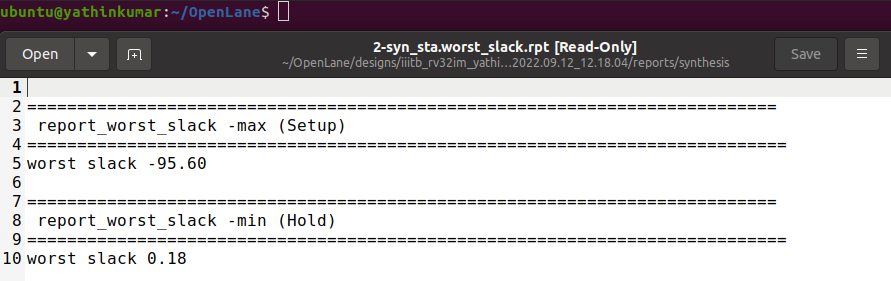 ubuntu@yathinkumar:~/OpenLane$
Open
2-syn_sta.worst_slack.rpt [Read-Only]
~/OpenLane/designs/iiitb_rv32im_yathi...2022.09.12_12.18.04/reports/synthesis
Save
1
2 ===========================================================================
3  report_worst_slack -max (Setup)
4 ============================================================================
5 worst slack -95.60
6
7 ===========================================================================
8  report_worst_slack -min (Hold)
9 ============================================================================
10 worst slack 0.18